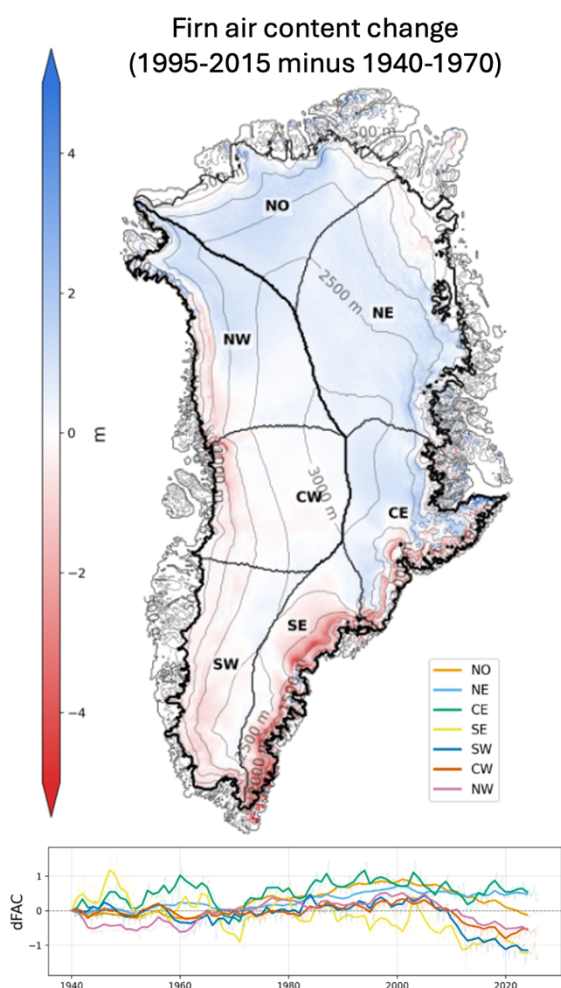 Firn air content change
(1995-2015 minus 1940-1970)
4
2
0
−2
−4
m
500 m
NO
2500 m
NE
NW
3000 m
CW
CE
SE
SW
500 m
NO
NE
CE
SE
SW
CW
NW
dFAC
1
0
−1
1940
1960
1980
2000
2020